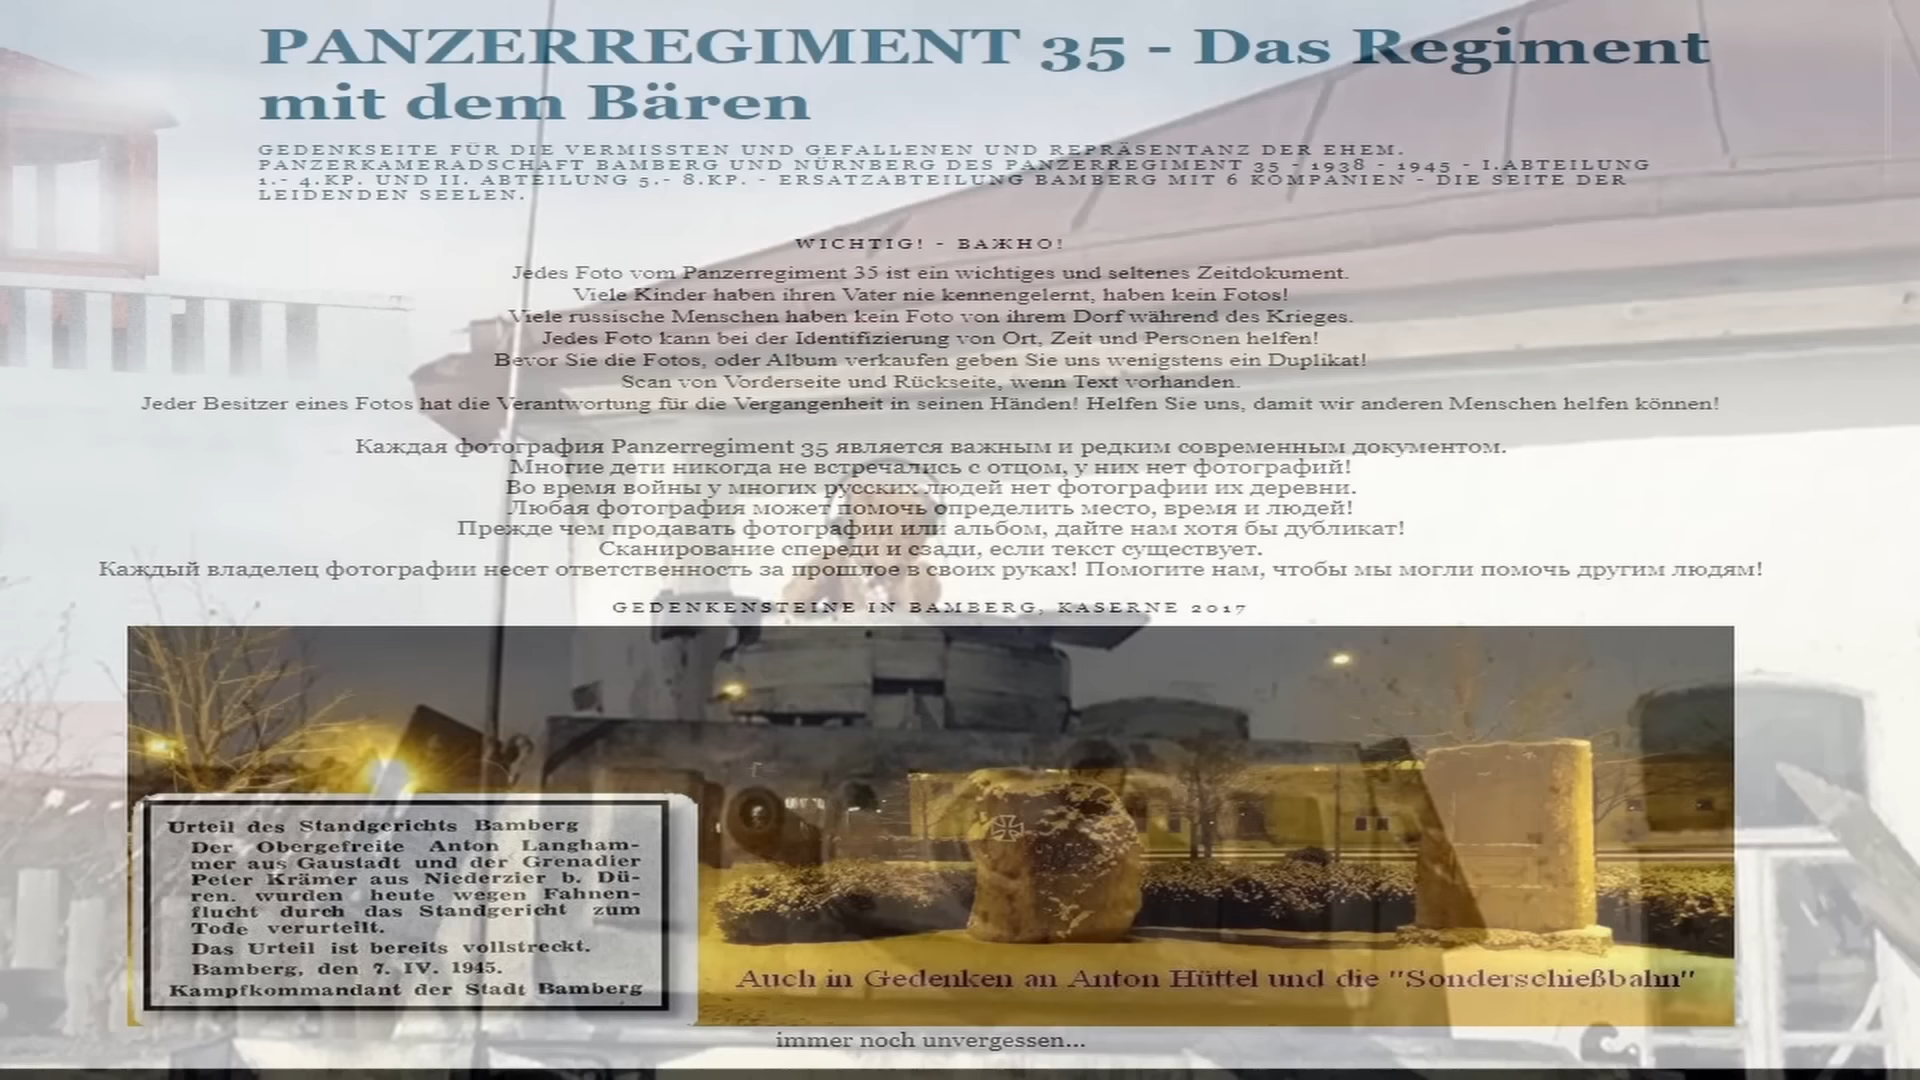 PANZERREGIMENT 35 - Das Regiment
mit dem Bären
GEDENKSEITE FÜR DIE VERMISSTEN UND GEFALLENEN UND REPRÄSENTANZ DER EHEM.
PANZERKAMERADSCHAFT BAMBERG UND NÜRNBERG DES PANZERREGIMENT 35 - 1938 - 1945 - I.ABTEILUNG
1.- 4.KP. UND II. ABTEILUNG 5.- 8.KP. - ERSATZABTEILUNG BAMBERG MIT 6 KOMPANIEN - DIE SEITE DER
LEIDENDEN SEELEN.
WICHTIG! - ВАЖНО!
Jedes Foto vom Panzerregiment 35 ist ein wichtiges und seltenes Zeitdokument.
Viele Kinder haben ihren Vater nie kennengelernt, haben kein Fotos!
Viele russische Menschen haben kein Foto von ihrem Dorf während des Krieges.
Jedes Foto kann bei der Identifizierung von Ort, Zeit und Personen helfen!
Bevor Sie die Fotos, oder Album verkaufen geben Sie uns wenigstens ein Duplikat!
Scan von Vorderseite und Rückseite, wenn Text vorhanden.
Jeder Besitzer eines Fotos hat die Verantwortung für die Vergangenheit in seinen Händen! Helfen Sie uns, damit wir anderen Menschen helfen können!
Каждая фотография Panzerregiment 35 является важным и редким современным документом.
Многие дети никогда не встречались с отцом, у них нет фотографий!
Во время войны у многих русских людей нет фотографии их деревни.
Любая фотография может помочь определить место, время и людей!
Прежде чем продавать фотографии или альбом, дайте нам хотя бы дубликат!
Сканирование спереди и сзади, если текст существует.
Каждый владелец фотографии несет ответственность за прошлое в своих руках! Помогите нам, чтобы мы могли помочь другим людям!
GEDENKENSTEINE IN BAMBERG, KASERNE 2017
Urteil des Standgerichts Bamberg
Der Obergefreite Anton Langham-
mer aus Gaustadt und der Grenadier
Peter Krämer aus Niederzier b. Dü-
ren. wurden heute wegen Fahnen-
flucht durch das Standgericht zum
Tode verurteilt.
Das Urteil ist bereits vollstreckt.
Bamberg, den 7. IV. 1945.
Kampfkommandant der Stadt Bamberg
Auch in Gedenken an Anton Hüttel und die "Sonderschießbahn"
immer noch unvergessen...